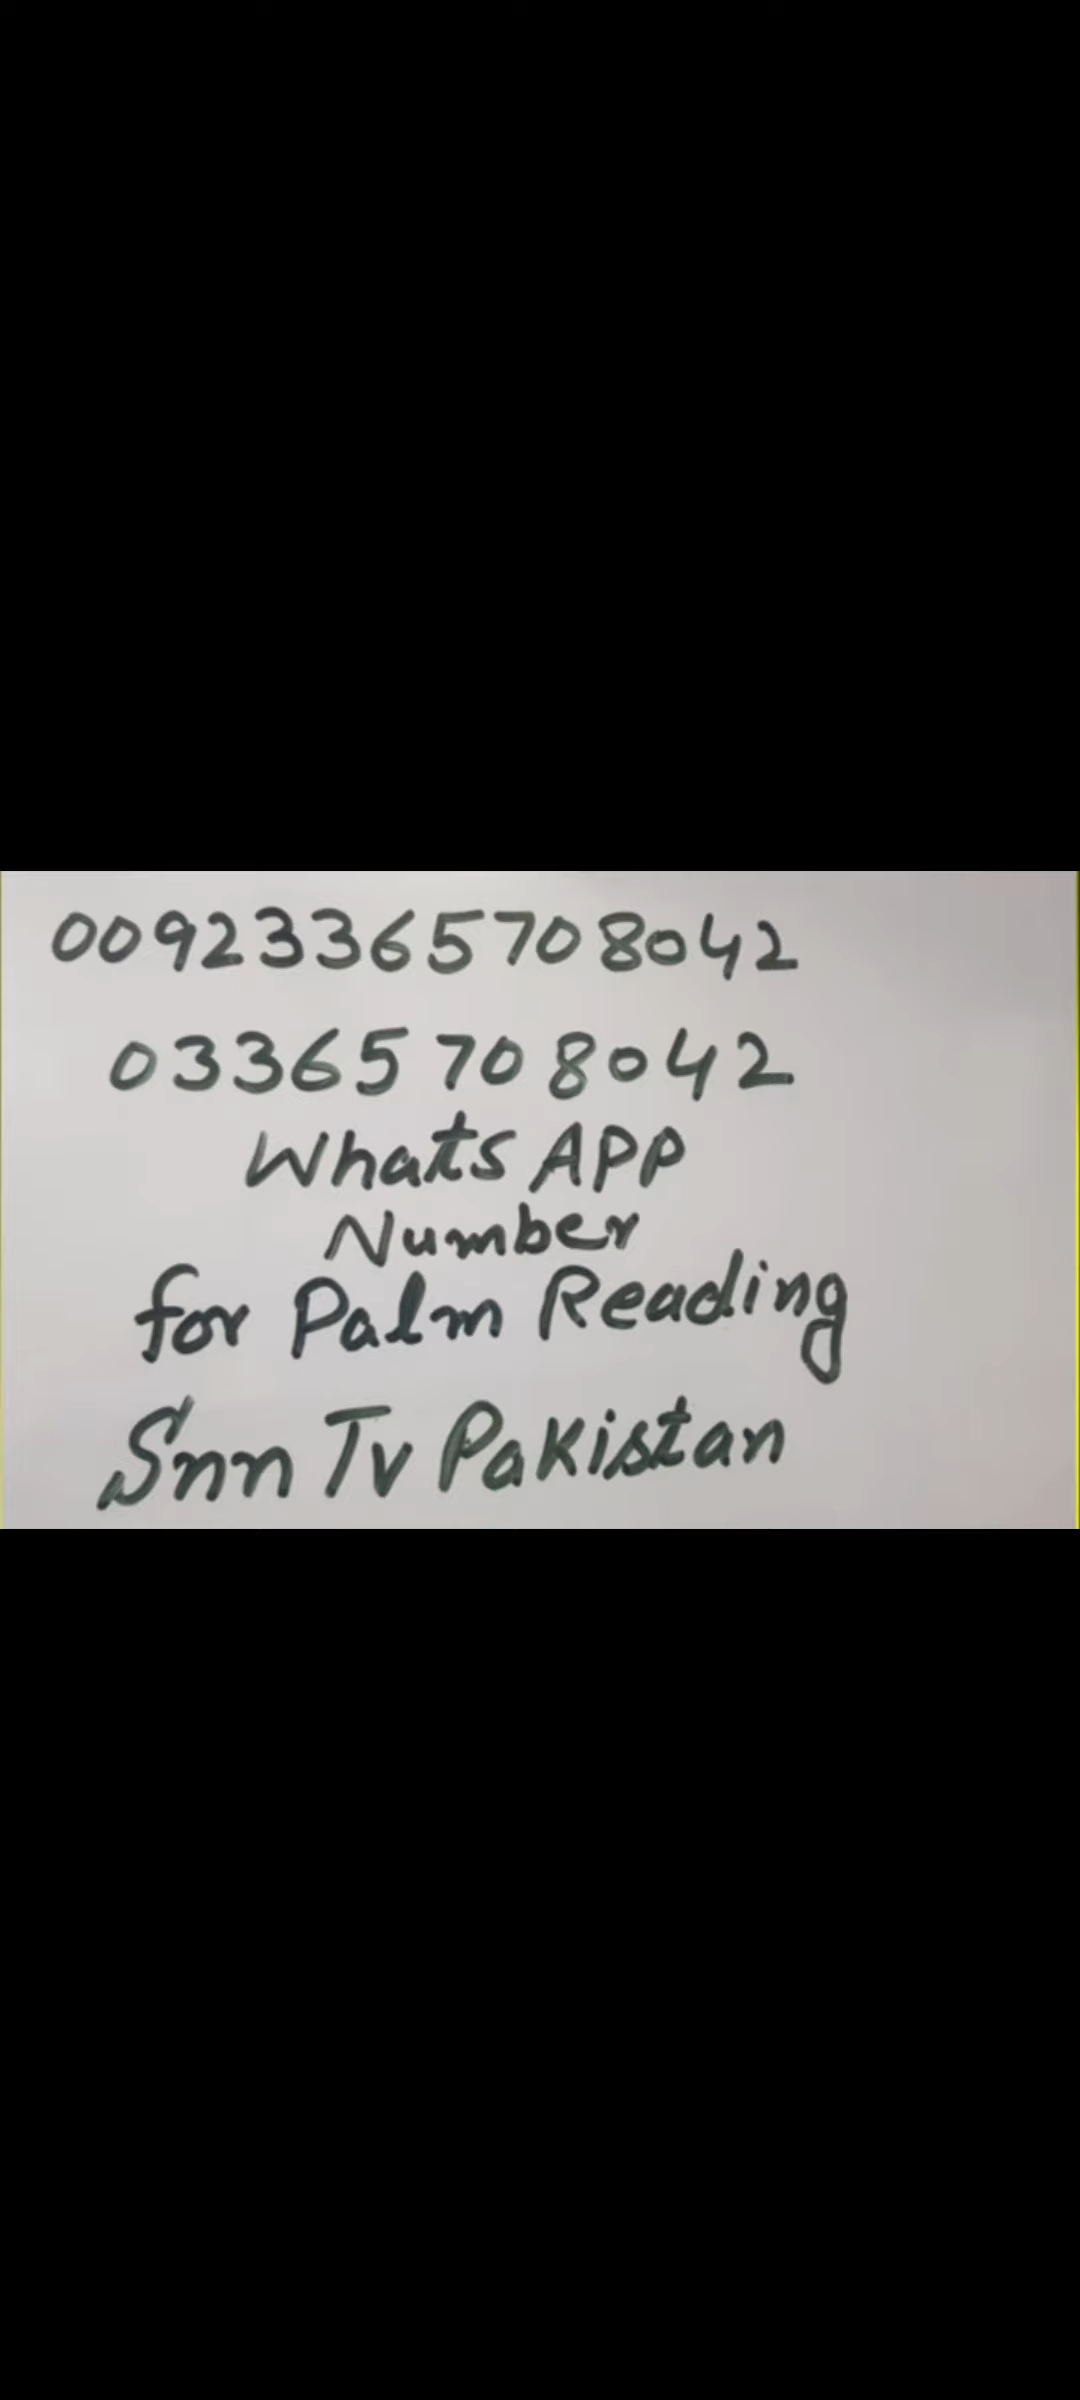 00923365708042
03365708042
Whats APP
Number
for Palm Reading
Snn Tv Pakistan